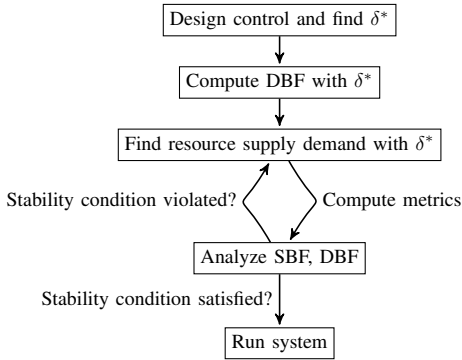 Design control and find δ*
Compute DBF with δ*
Find resource supply demand with δ*
Stability condition violated?
Compute metrics
Analyze SBF, DBF
Stability condition satisfied?
Run system